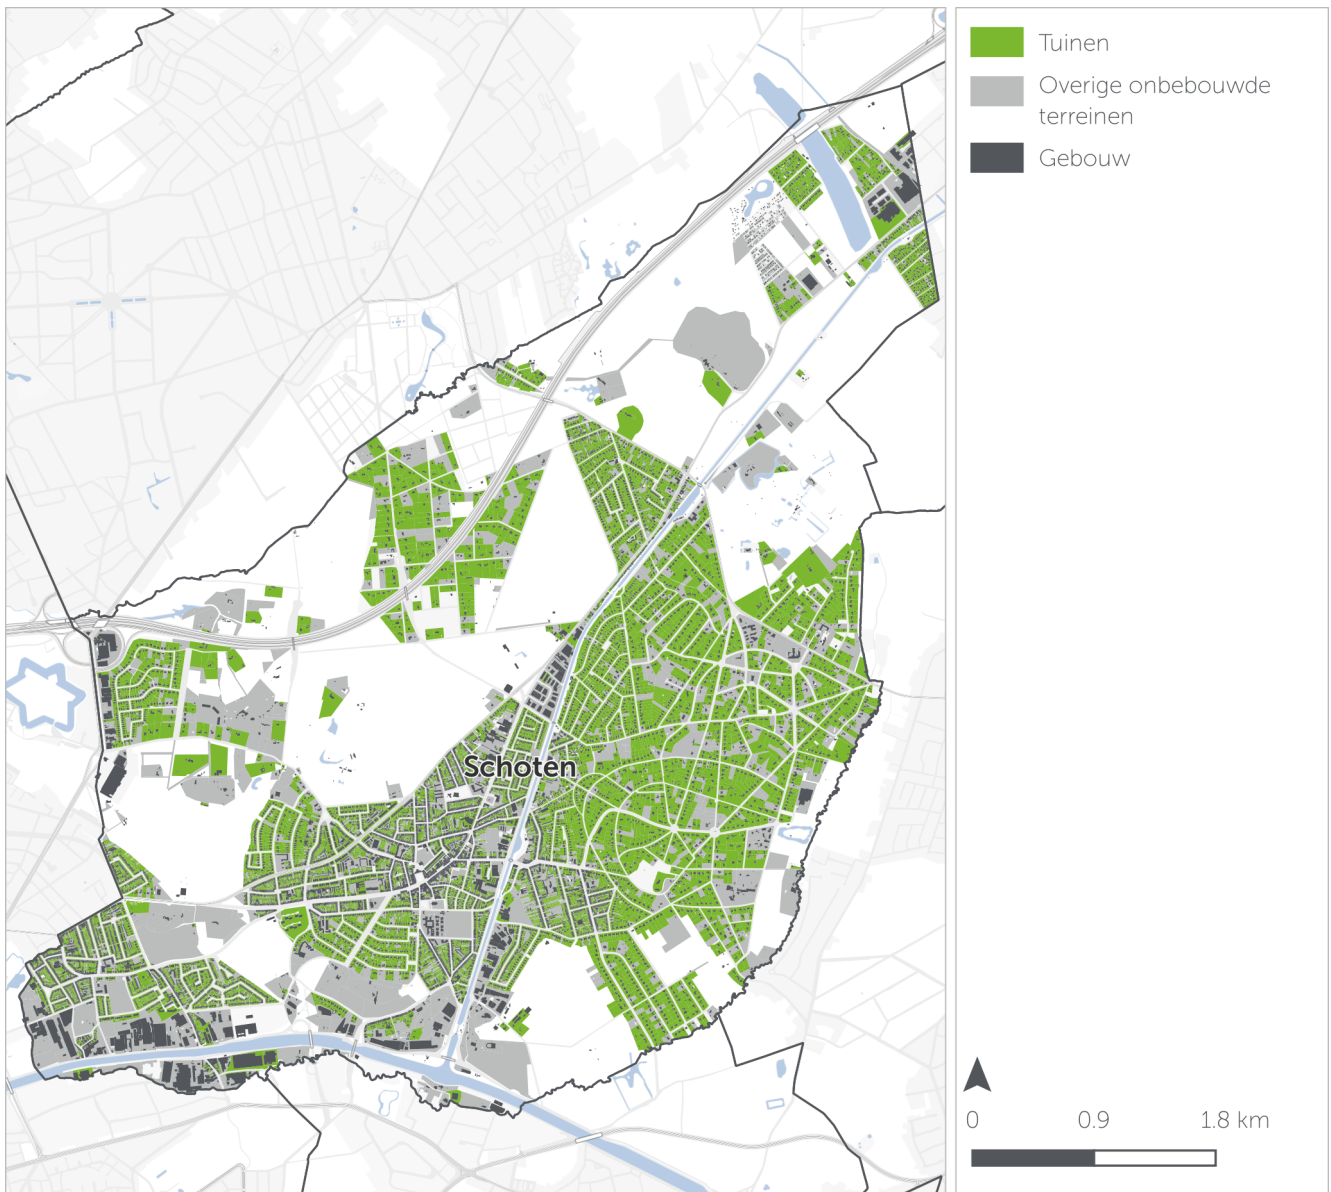 Tuinen
Overige onbebouwde
terreinen
Gebouw
Schoten
0 0.9 1.8 km